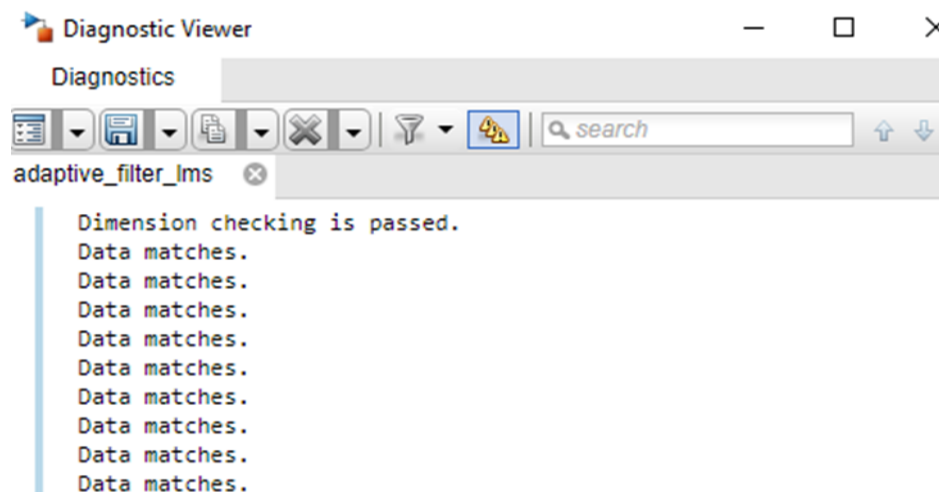 Diagnostic Viewer
Diagnostics
search
adaptive_filter_lms
Dimension checking is passed.
Data matches.
Data matches.
Data matches.
Data matches.
Data matches.
Data matches.
Data matches.
Data matches.
Data matches.